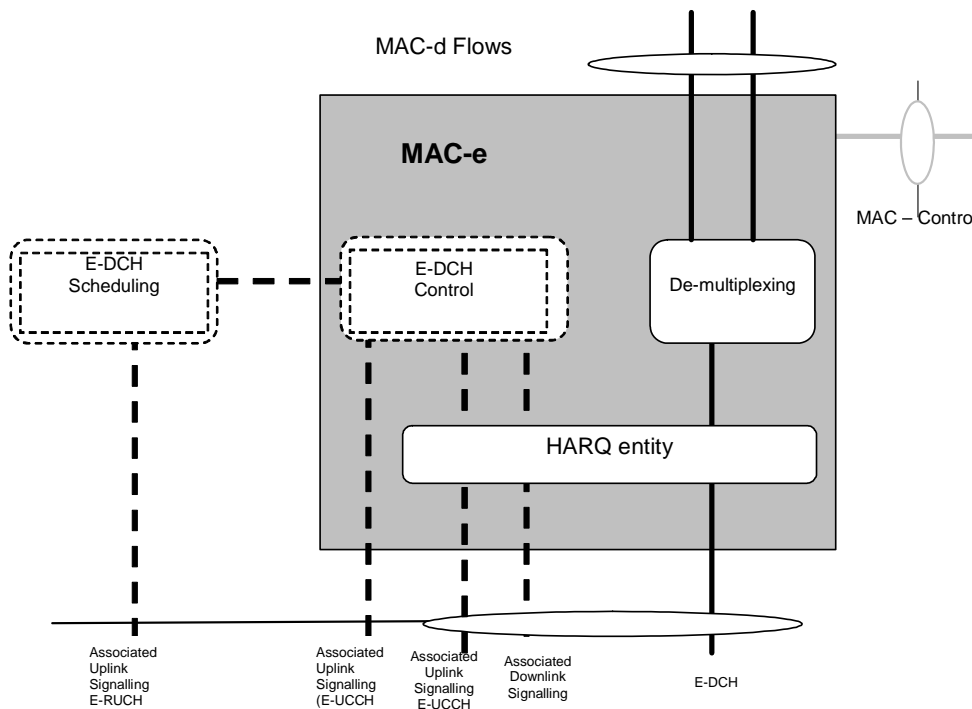 MAC-d Flows
MAC-e
MAC – Contro
E-DCH
Scheduling
E-DCH
Control
De-multiplexing
HARQ entity
Associated
Uplink
Signalling
E-RUCH
Associated
Uplink
Signalling
(E-UCCH
Associated
Uplink
Signalling
E-UCCH
Associated
Downlink
Signalling
E-DCH